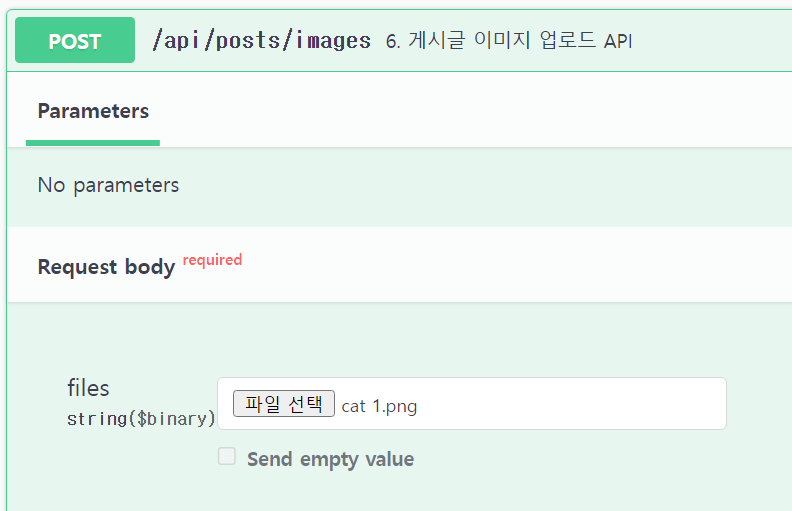 POST /api/posts/images 6. 게시글 이미지 업로드 API
Parameters
No parameters
Request body required
files
string($binary)
파일 선택 cat 1.png
Send empty value